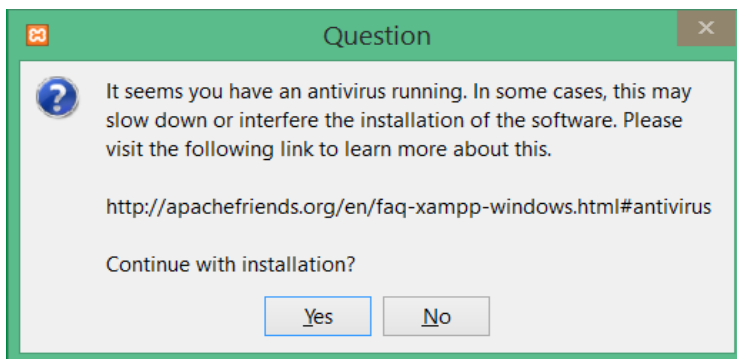 Question
It seems you have an antivirus running. In some cases, this may
slow down or interfere the installation of the software. Please
visit the following link to learn more about this.
http://apachefriends.org/en/faq-xampp-windows.html#antivirus
Continue with installation?
Yes No